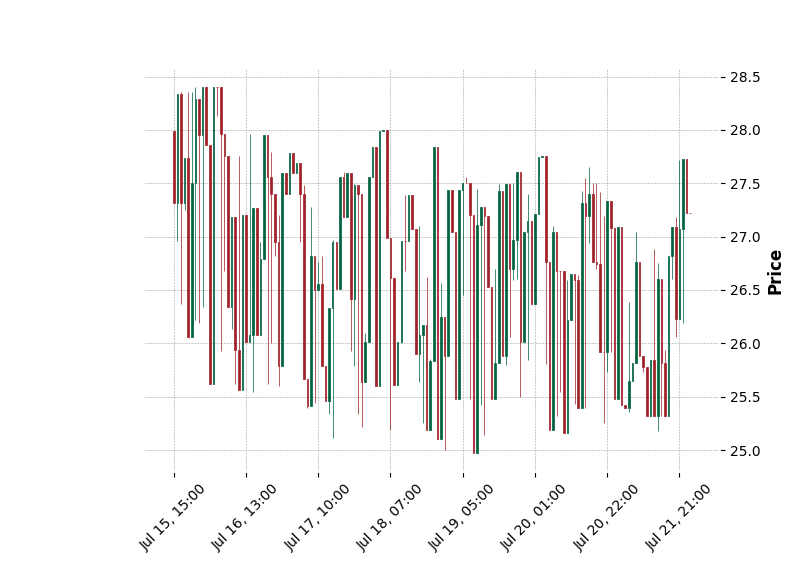 28.5
28.0
27.5
27.0
26.5
26.0
25.5
25.0
Price
Jul 15, 15:00
Jul 16, 13:00
Jul 17, 10:00
Jul 18, 07:00
Jul 19, 05:00
Jul 20, 01:00
Jul 20, 22:00
Jul 21, 21:00